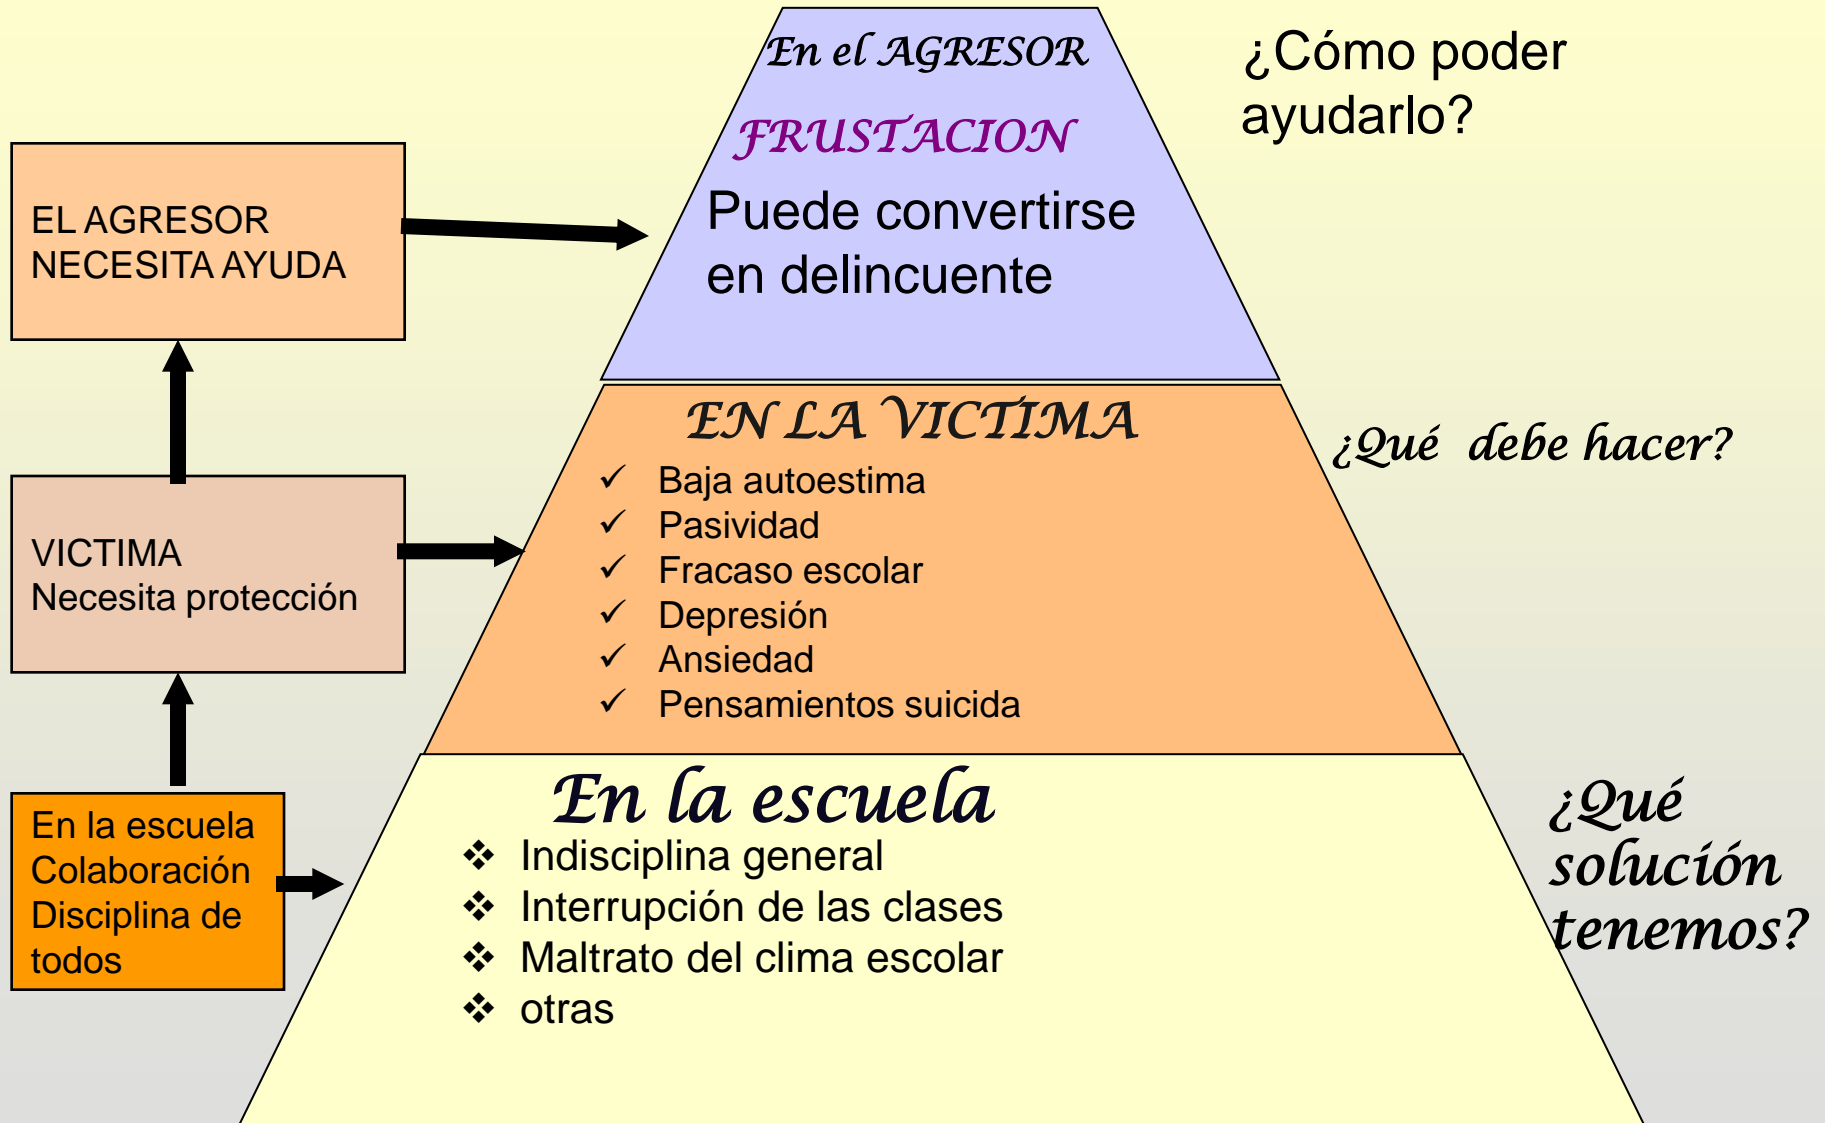 En el AGRESOR
FRUSTACION
Puede convertirse
en delincuente
¿Cómo poder
ayudarlo?
EL AGRESOR
NECESITA AYUDA
EN LA VICTIMA
✓ Baja autoestima
✓ Pasividad
✓ Fracaso escolar
✓ Depresión
✓ Ansiedad
✓ Pensamientos suicida
¿Qué debe hacer?
VICTIMA
Necesita protección
En la escuela
❖ Indisciplina general
❖ Interrupción de las clases
❖ Maltrato del clima escolar
❖ otras
¿Qué
solución
tenemos?
En la escuela
Colaboración
Disciplina de
todos